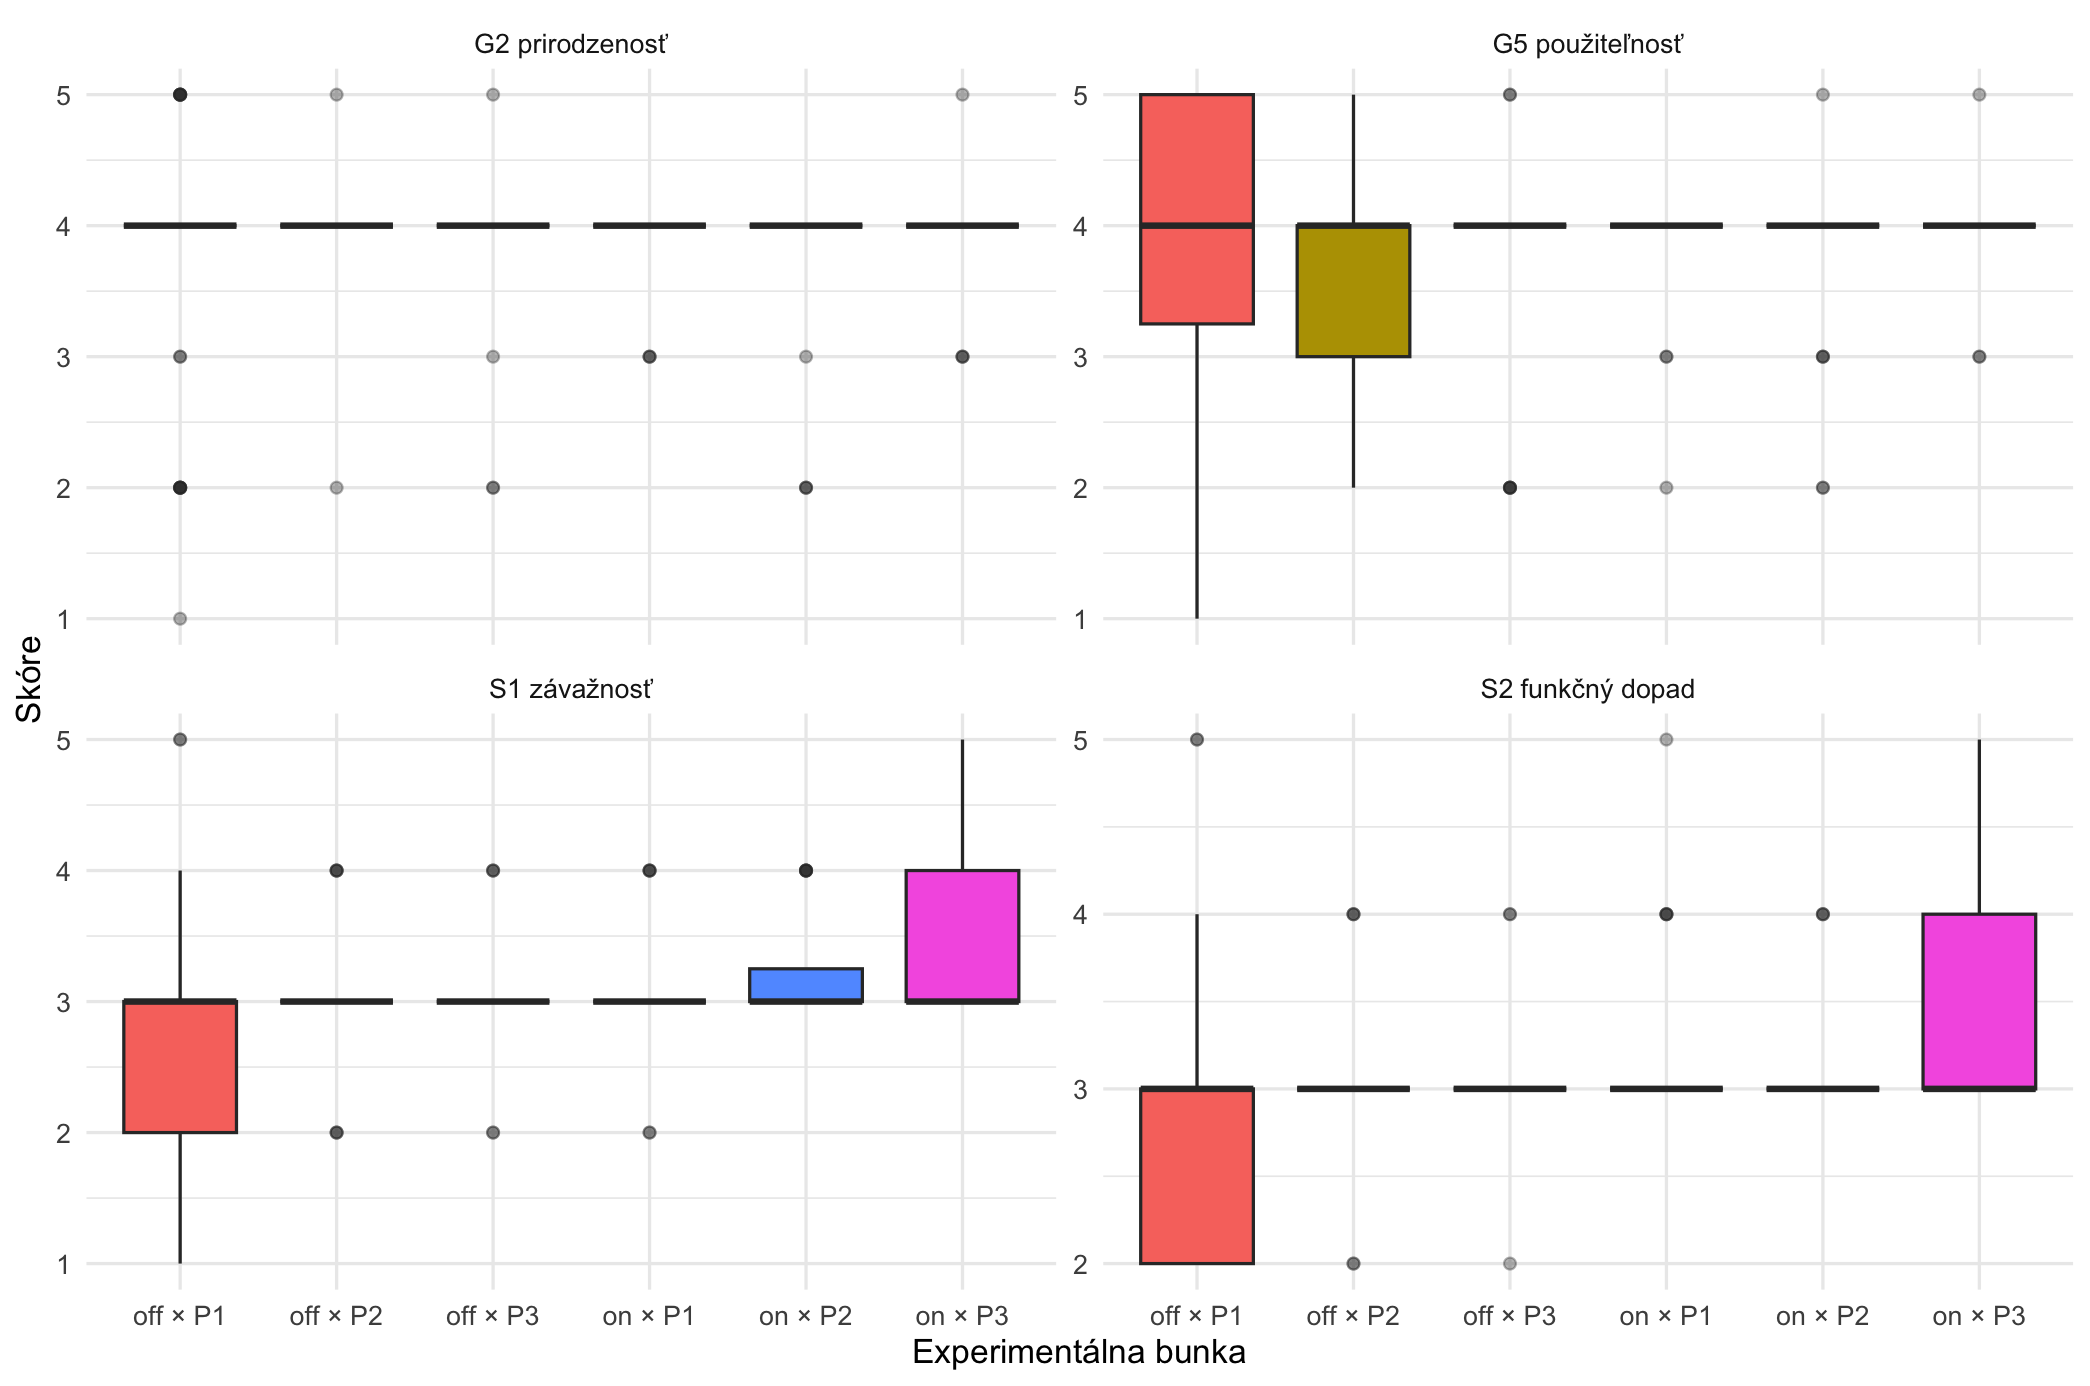 G2 prirodzenosť
G5 použiteľnosť
5
4
3
2
1
5
4
3
2
1
Skóre
S1 závažnosť
S2 funkčný dopad
5
4
3
2
1
5
4
3
2
off × P1
off × P2
off × P3
on × P1
on × P2
on × P3
off × P1
off × P2
off × P3
on × P1
on × P2
on × P3
Experimentálna bunka